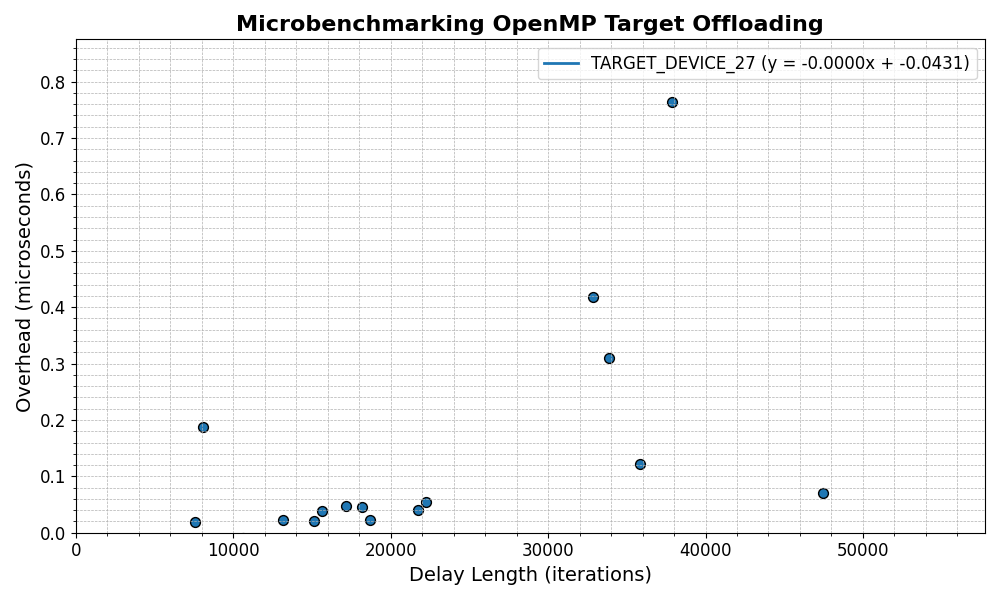 Microbenchmarking OpenMP Target Offloading
TARGET_DEVICE_27 (y = -0.0000x + -0.0431)
Overhead (microseconds)
0.8
0.7
0.6
0.5
0.4
0.3
0.2
0.1
0.0
0 10000 20000 30000 40000 50000
Delay Length (iterations)